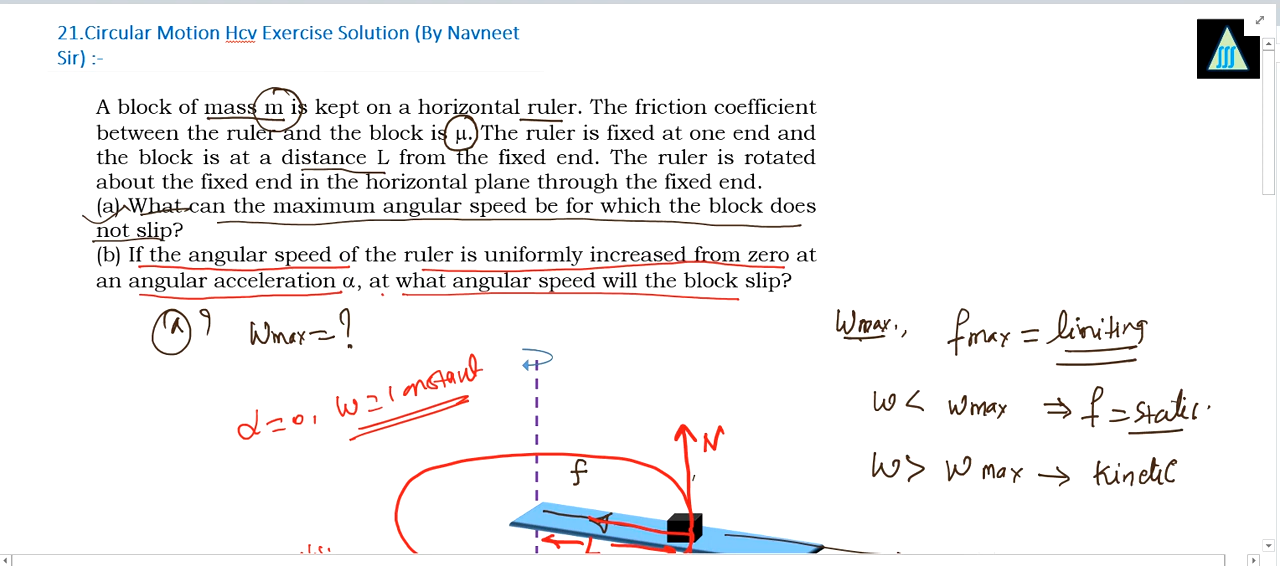 21.Circular Motion Hcv Exercise Solution (By Navneet
Sir) :-
A block of mass m is kept on a horizontal ruler. The friction coefficient
between the ruler and the block is μ. The ruler is fixed at one end and
the block is at a distance L from the fixed end. The ruler is rotated
about the fixed end in the horizontal plane through the fixed end.
(a) What can the maximum angular speed be for which the block does
not slip?
(b) If the angular speed of the ruler is uniformly increased from zero at
an angular acceleration α, at what angular speed will the block slip?
(a) ωmax = ?
ωmax., fmax = limiting
α=0, ω=constant
ω < ωmax ⇒ f = static.
N
f
ω > ωmax → kinetic
L